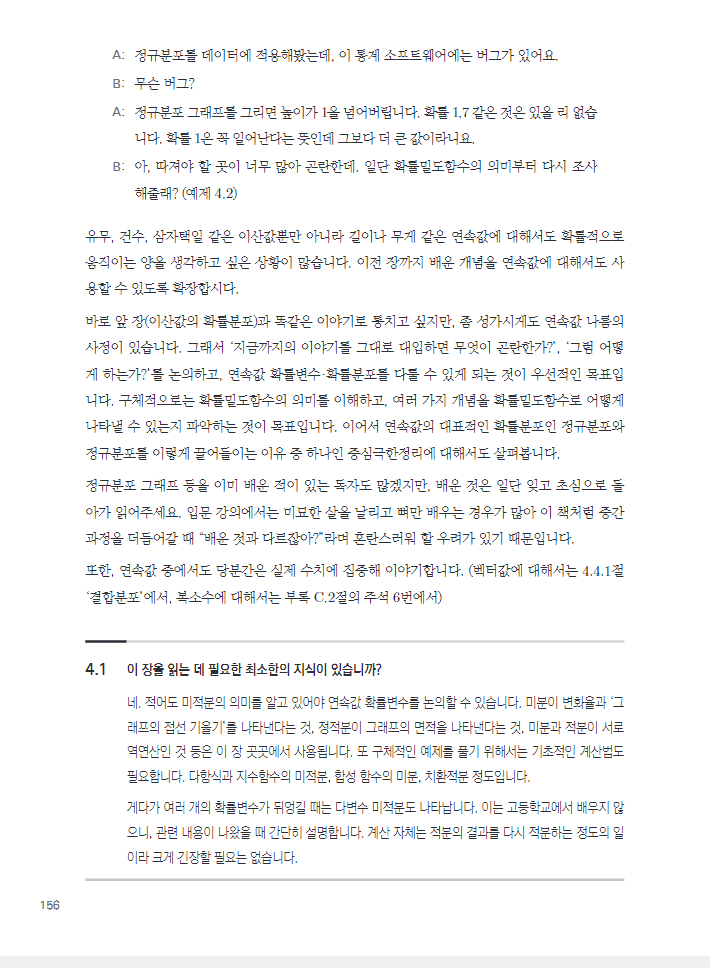 A: 정규분포를 데이터에 적용해봤는데, 이 통계 소프트웨어에는 버그가 있어요.
B: 무슨 버그?
A: 정규분포 그래프를 그리면 높이가 1을 넘어버립니다. 확률 1.7 같은 것은 있을 리 없습
니다. 확률 1은 꼭 일어난다는 뜻인데 그보다 더 큰 값이라니요.
B: 아, 따져야 할 곳이 너무 많아 곤란한데. 일단 확률밀도함수의 의미부터 다시 조사
해줄래? (예제 4.2)
유무, 건수, 삼자택일 같은 이산값뿐만 아니라 길이나 무게 같은 연속값에 대해서도 확률적으로
움직이는 양을 생각하고 싶은 상황이 많습니다. 이전 장까지 배운 개념을 연속값에 대해서도 사
용할 수 있도록 확장합시다.
바로 앞 장(이산값의 확률분포)과 똑같은 이야기로 퉁치고 싶지만, 좀 성가시게도 연속값 나름의
사정이 있습니다. 그래서 ‘지금까지의 이야기를 그대로 대입하면 무엇이 곤란한가?’, ‘그럼 어떻
게 하는가?’를 논의하고, 연속값 확률변수·확률분포를 다룰 수 있게 되는 것이 우선적인 목표입
니다. 구체적으로는 확률밀도함수의 의미를 이해하고, 여러 가지 개념을 확률밀도함수로 어떻게
나타낼 수 있는지 파악하는 것이 목표입니다. 이어서 연속값의 대표적인 확률분포인 정규분포와
정규분포를 이렇게 끌어들이는 이유 중 하나인 중심극한정리에 대해서도 살펴봅니다.
정규분포 그래프 등을 이미 배운 적이 있는 독자도 많겠지만, 배운 것은 일단 잊고 초심으로 돌
아가 읽어주세요. 입문 강의에서는 미묘한 살을 날리고 뼈만 배우는 경우가 많아 이 책처럼 중간
과정을 더듬어갈 때 “배운 것과 다르잖아?”라며 혼란스러워 할 우려가 있기 때문입니다.
또한, 연속값 중에서도 당분간은 실제 수치에 집중해 이야기합니다. (벡터값에 대해서는 4.4.1절
‘결합분포’에서, 복소수에 대해서는 부록 C.2절의 주석 6번에서)
4.1 이 장을 읽는 데 필요한 최소한의 지식이 있습니까?
네. 적어도 미적분의 의미를 알고 있어야 연속값 확률변수를 논의할 수 있습니다. 미분이 변화율과 ‘그
래프의 접선 기울기’를 나타낸다는 것, 정적분이 그래프의 면적을 나타낸다는 것, 미분과 적분이 서로
역연산인 것 등은 이 장 곳곳에서 사용됩니다. 또 구체적인 예제를 풀기 위해서는 기초적인 계산법도
필요합니다. 다항식과 지수함수의 미적분, 합성 함수의 미분, 치환적분 정도입니다.
게다가 여러 개의 확률변수가 뒤엉길 때는 다변수 미적분도 나타납니다. 이는 고등학교에서 배우지 않
으니, 관련 내용이 나왔을 때 간단히 설명합니다. 계산 자체는 적분의 결과를 다시 적분하는 정도의 일
이라 크게 긴장할 필요는 없습니다.
156